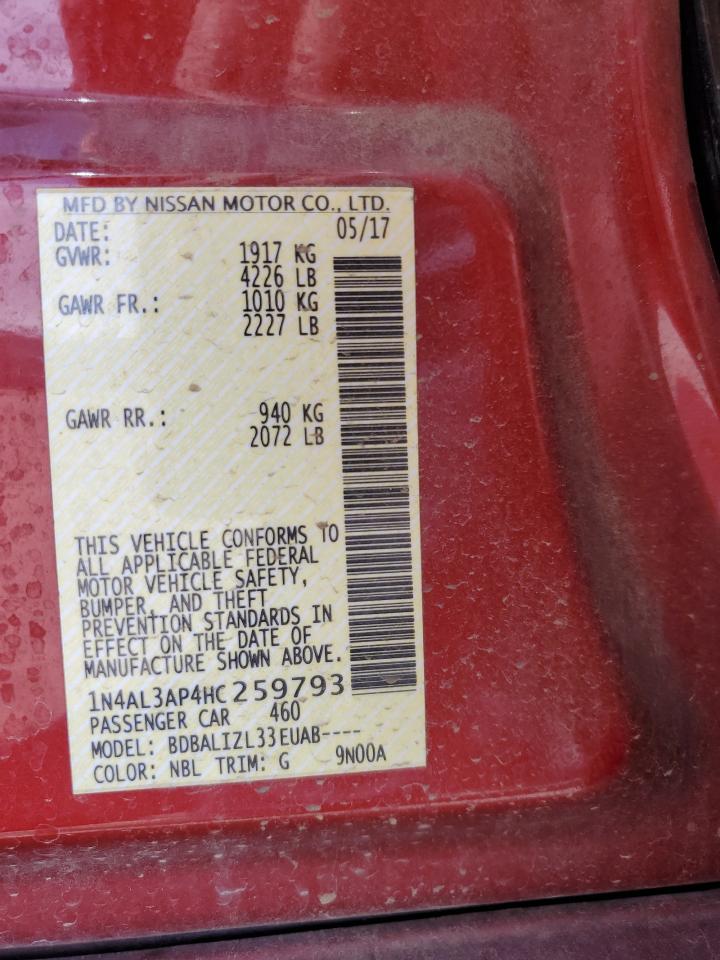 MFD BY NISSAN MOTOR CO., LTD.
DATE: 05/17
GVWR: 1917 KG
4226 LB
GAWR FR.: 1010 KG
2227 LB
GAWR RR.: 940 KG
2072 LB
THIS VEHICLE CONFORMS TO
ALL APPLICABLE FEDERAL
MOTOR VEHICLE SAFETY,
BUMPER, AND THEFT
PREVENTION STANDARDS IN
EFFECT ON THE DATE OF
MANUFACTURE SHOWN ABOVE.
1N4AL3AP4HC259793
PASSENGER CAR 460
MODEL: BDBALIZL33EUAB----
COLOR: NBL TRIM: G 9N00A